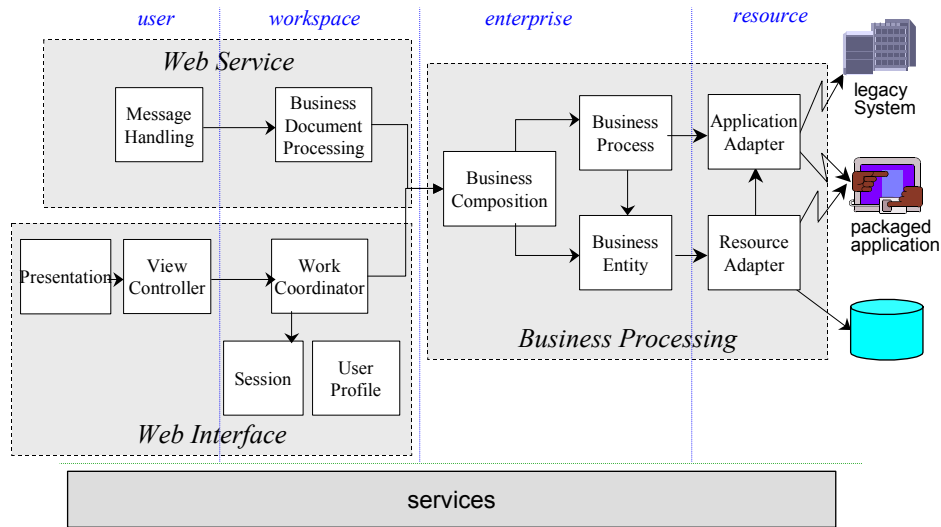 user
workspace
enterprise
resource
Web Service
Message
Handling
Business
Document
Processing
Business
Composition
Business
Process
Application
Adapter
legacy
System
Presentation
View
Controller
Work
Coordinator
Business
Entity
Resource
Adapter
packaged
application
Session
User
Profile
Business Processing
Web Interface
services